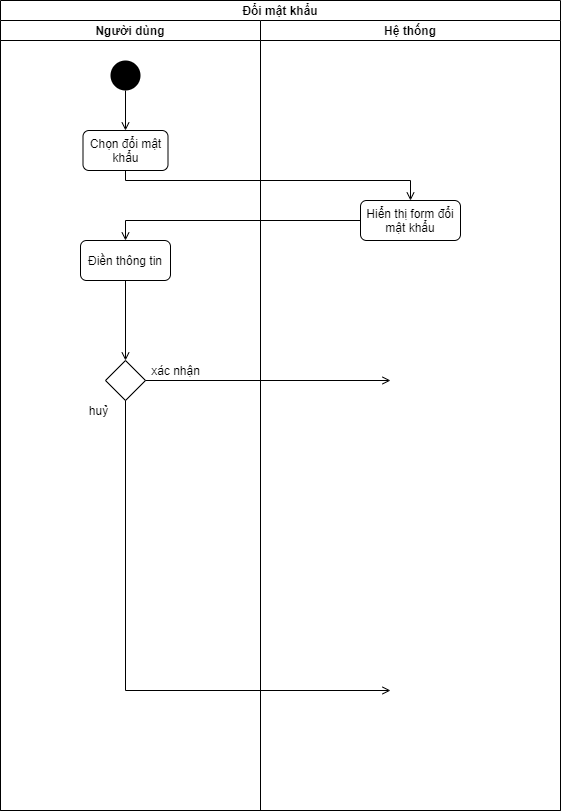 Đổi mật khẩu
Người dùng
Hệ thống
Chọn đổi mật
khẩu
Hiển thị form đổi
mật khẩu
Điền thông tin
xác nhận
huỷ